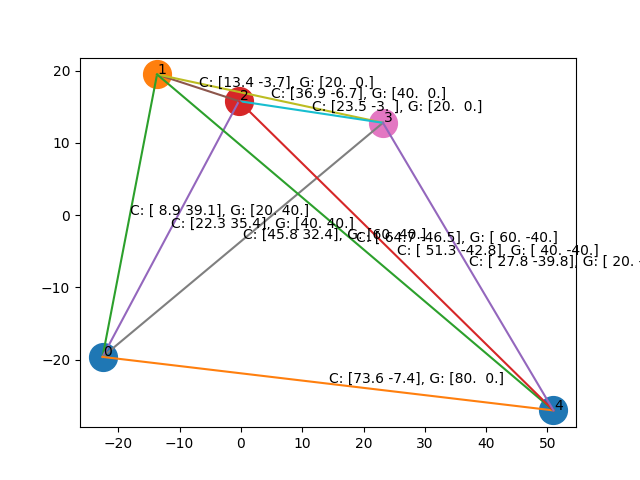 20
10
0
−10
−20
−20
−10
0
10
20
30
40
50
1
2
3
0
4
C: [13.4 -3.7], G: [20. 0.]
C: [36.9 -6.7], G: [40. 0.]
C: [23.5 -3. ], G: [20. 0.]
C: [ 8.9 39.1], G: [20. 40.]
C: [22.3 35.4], G: [40. 40.]
C: [45.8 32.4], G: [60. 40.]
C: [ 64.7 -46.5], G: [ 60. -40.]
C: [ 51.3 -42.8], G: [ 40. -40.]
C: [ 27.8 -39.8], G: [ 20. -
C: [73.6 -7.4], G: [80. 0.]